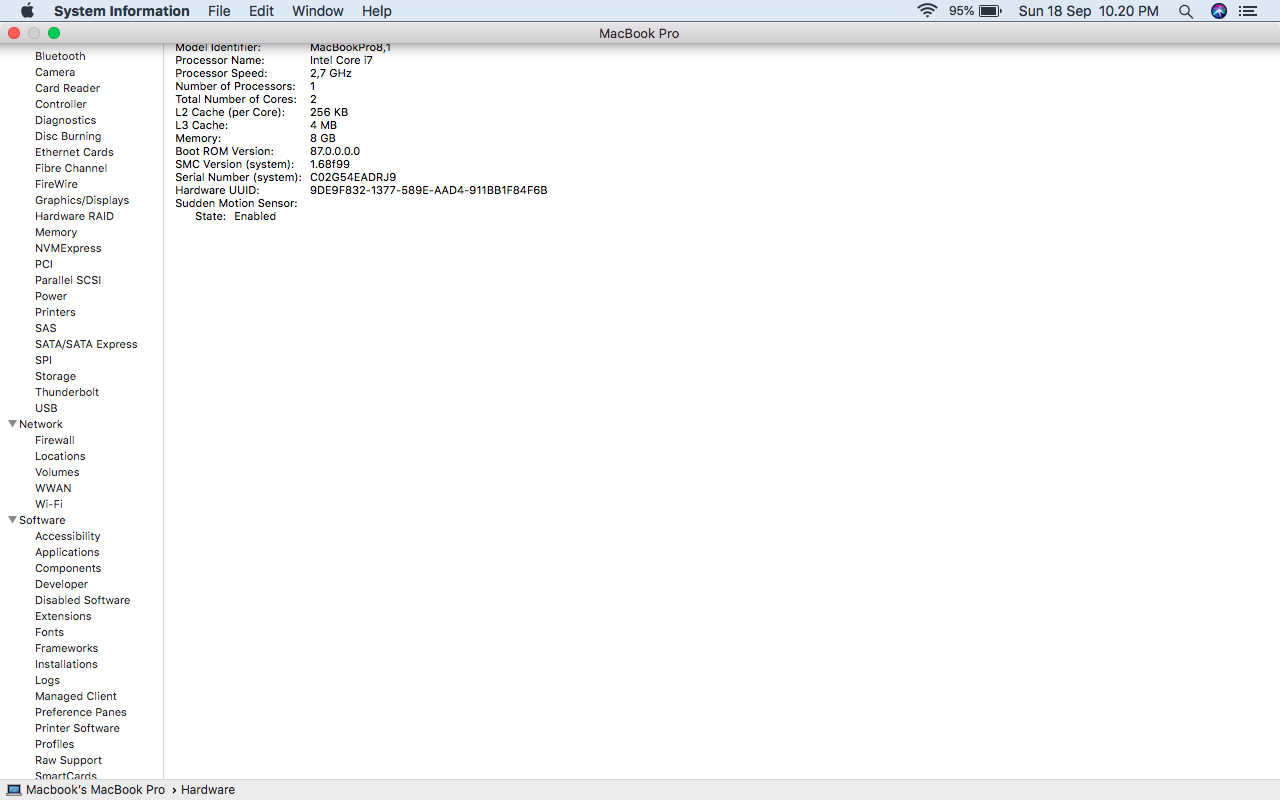 System Information File Edit Window Help 95% Sun 18 Sep 10.20 PM
MacBook Pro
Bluetooth
Camera
Card Reader
Controller
Diagnostics
Disc Burning
Ethernet Cards
Fibre Channel
FireWire
Graphics/Displays
Hardware RAID
Memory
NVMExpress
PCI
Parallel SCSI
Power
Printers
SAS
SATA/SATA Express
SPI
Storage
Thunderbolt
USB
Network
Firewall
Locations
Volumes
WWAN
Wi-Fi
Software
Accessibility
Applications
Components
Developer
Disabled Software
Extensions
Fonts
Frameworks
Installations
Logs
Managed Client
Preference Panes
Printer Software
Profiles
Raw Support
SmartCards
Model Identifier: MacBookPro8,1
Processor Name: Intel Core i7
Processor Speed: 2,7 GHz
Number of Processors: 1
Total Number of Cores: 2
L2 Cache (per Core): 256 KB
L3 Cache: 4 MB
Memory: 8 GB
Boot ROM Version: 87.0.0.0.0
SMC Version (system): 1.68f99
Serial Number (system): C02G54EADRJ9
Hardware UUID: 9DE9F832-1377-589E-AAD4-911BB1F84F6B
Sudden Motion Sensor:
State: Enabled
Macbook's MacBook Pro › Hardware